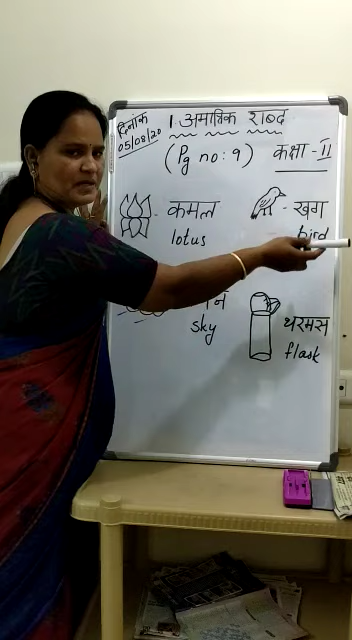 दिनांक
05/08/20
1. अमात्रिक शब्द
(Pg no: 9) कक्षा - II
- कमल
lotus
- खग
bird
sky
थरमस
flask